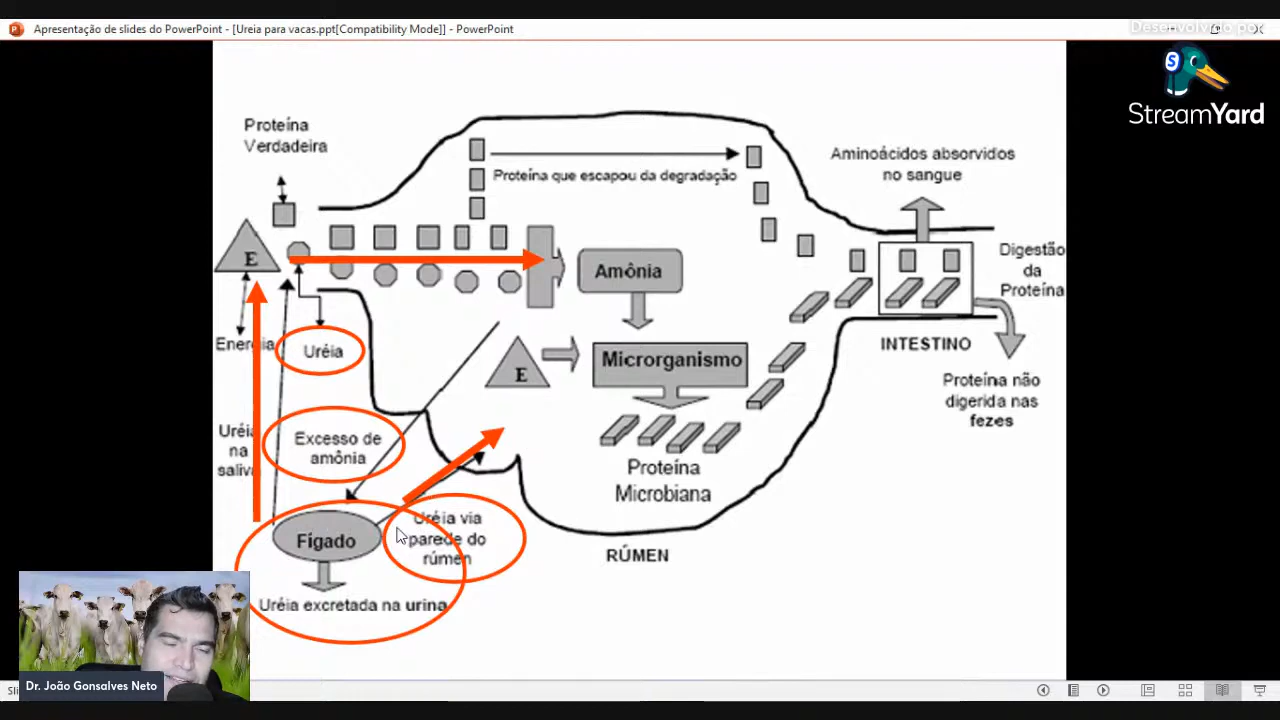 Apresentação de slides do PowerPoint - [Ureia para vacas.ppt[Compatibility Mode]] - PowerPoint
Desenvolvido por
StreamYard
Proteína
Verdadeira
Proteína que escapou da degradação
Aminoácidos absorvidos
no sangue
E
Amônia
Digestão
da
Proteína
Energia
Uréia
E
Microrganismo
INTESTINO
Proteína não
digerida nas
fezes
Uréia
na
saliva
Excesso de
amônia
Proteína
Microbiana
Fígado
Uréia via
parede do
rúmen
RÚMEN
Uréia excretada na urina
Dr. João Gonsalves Neto